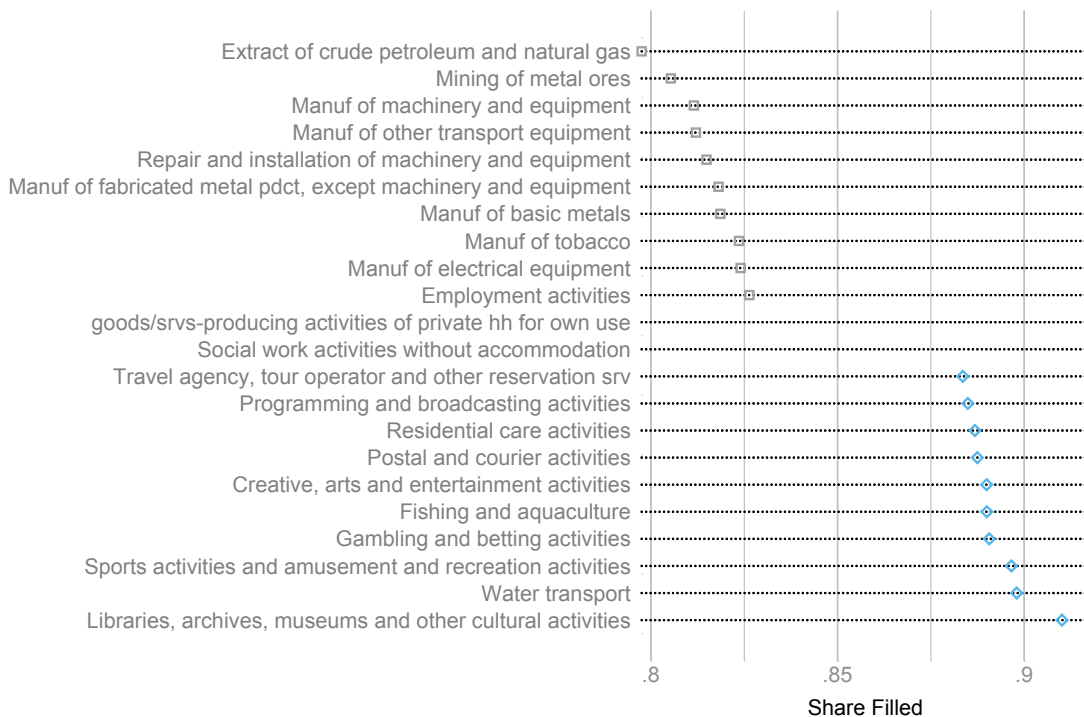 Extract of crude petroleum and natural gas
Mining of metal ores
Manuf of machinery and equipment
Manuf of other transport equipment
Repair and installation of machinery and equipment
Manuf of fabricated metal pdct, except machinery and equipment
Manuf of basic metals
Manuf of tobacco
Manuf of electrical equipment
Employment activities
goods/srvs-producing activities of private hh for own use
Social work activities without accommodation
Travel agency, tour operator and other reservation srv
Programming and broadcasting activities
Residential care activities
Postal and courier activities
Creative, arts and entertainment activities
Fishing and aquaculture
Gambling and betting activities
Sports activities and amusement and recreation activities
Water transport
Libraries, archives, museums and other cultural activities
.8 .85 .9
Share Filled